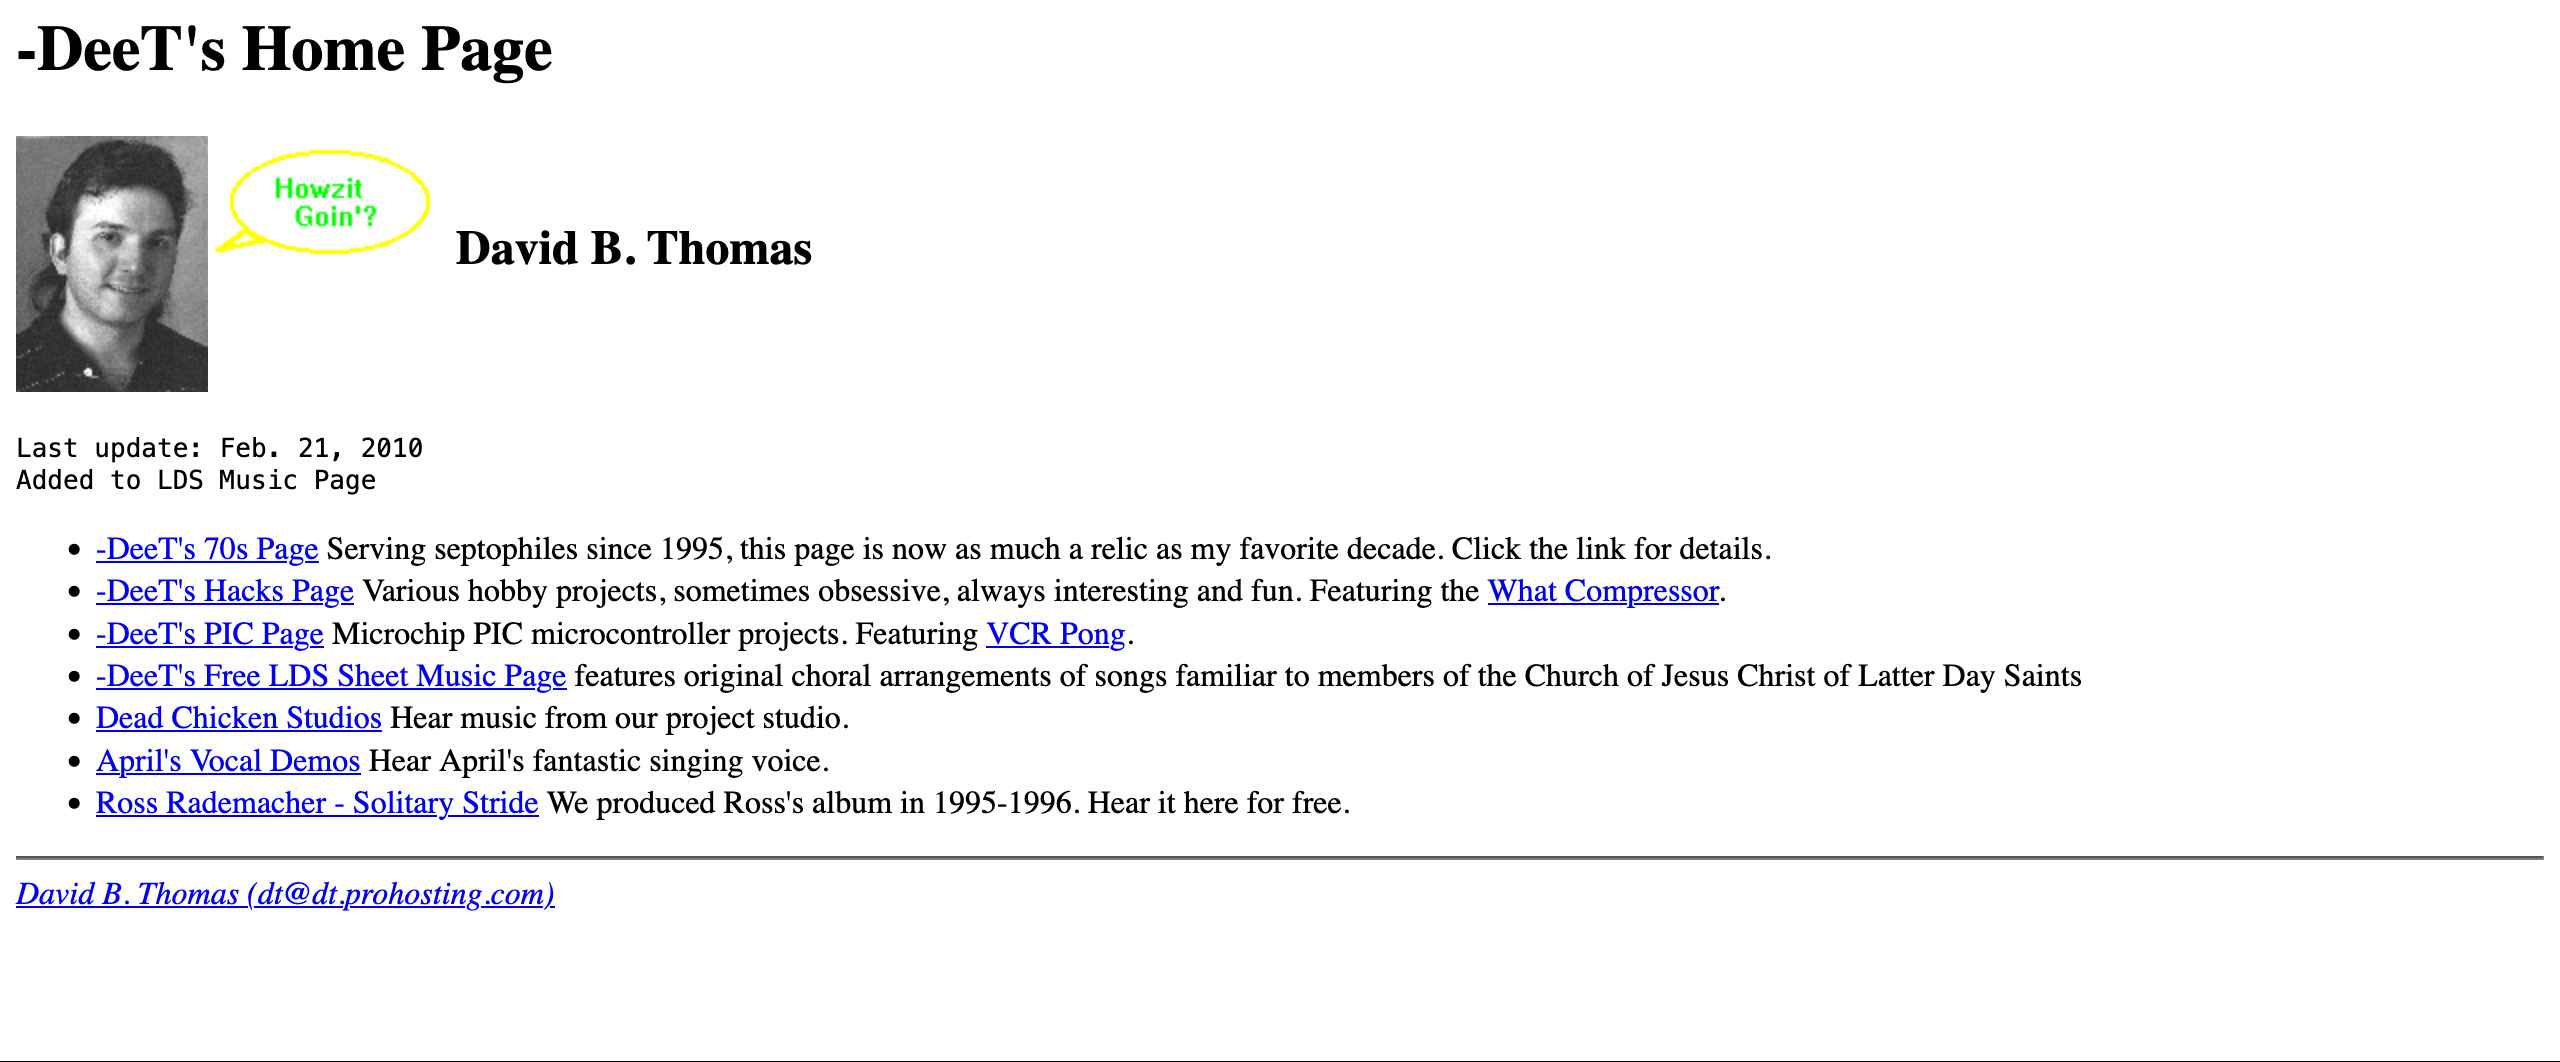 -DeeT's Home Page
Howzit
Goin'?
David B. Thomas
Last update: Feb. 21, 2010
Added to LDS Music Page
-DeeT's 70s Page Serving septophiles since 1995, this page is now as much a relic as my favorite decade. Click the link for details.
-DeeT's Hacks Page Various hobby projects, sometimes obsessive, always interesting and fun. Featuring the What Compressor.
-DeeT's PIC Page Microchip PIC microcontroller projects. Featuring VCR Pong.
-DeeT's Free LDS Sheet Music Page features original choral arrangements of songs familiar to members of the Church of Jesus Christ of Latter Day Saints
Dead Chicken Studios Hear music from our project studio.
April's Vocal Demos Hear April's fantastic singing voice.
Ross Rademacher - Solitary Stride We produced Ross's album in 1995-1996. Hear it here for free.
David B. Thomas (dt@dt.prohosting.com)